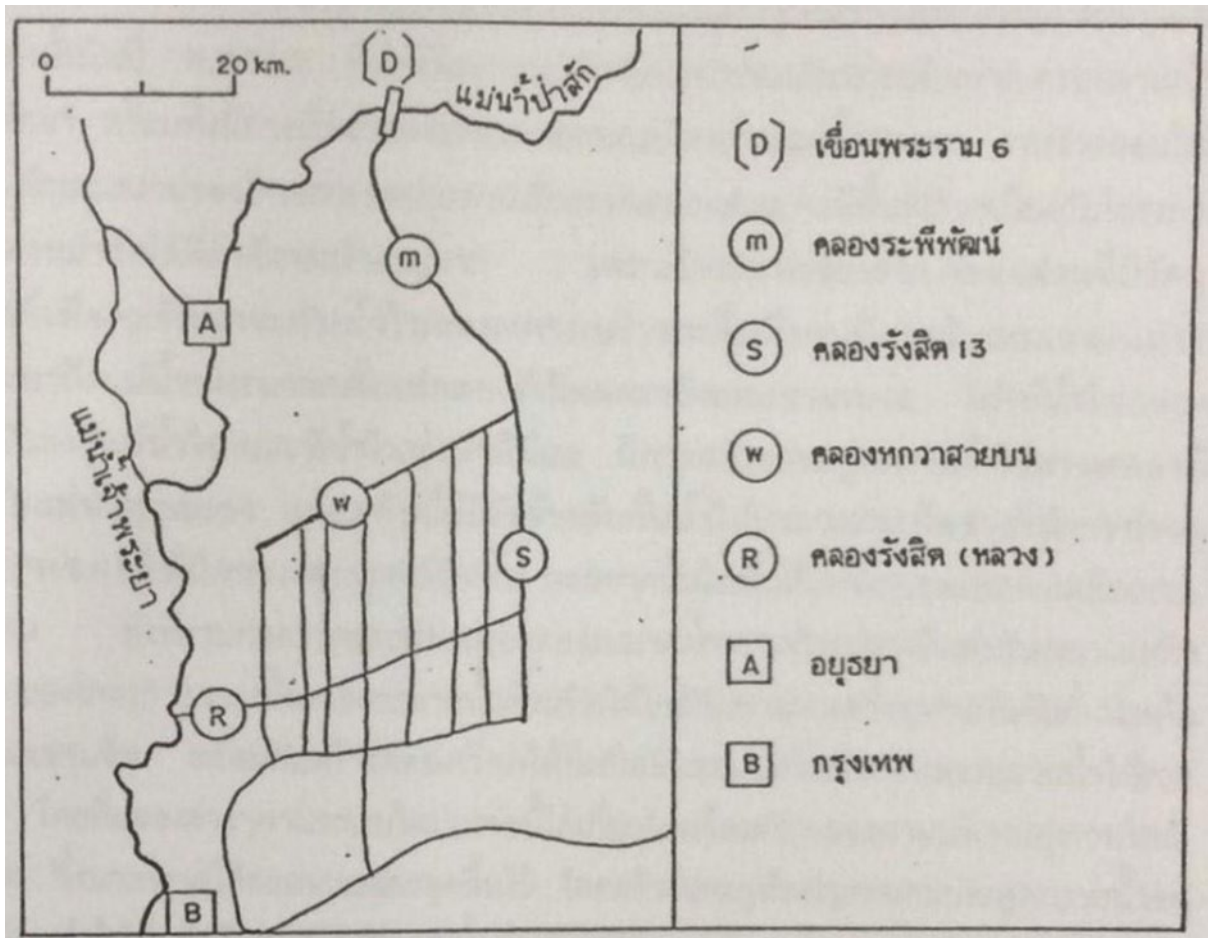 0 20 km.
(D)
แม่น้ำป่าสัก
m
A
แม่น้ำเจ้าพระยา
W
S
R
B
(D) เขื่อนพระราม 6
m คลองระพีพัฒน์
S คลองรังสิต 13
W คลองหกวาสายบน
R คลองรังสิต (หลวง)
A อยุธยา
B กรุงเทพ